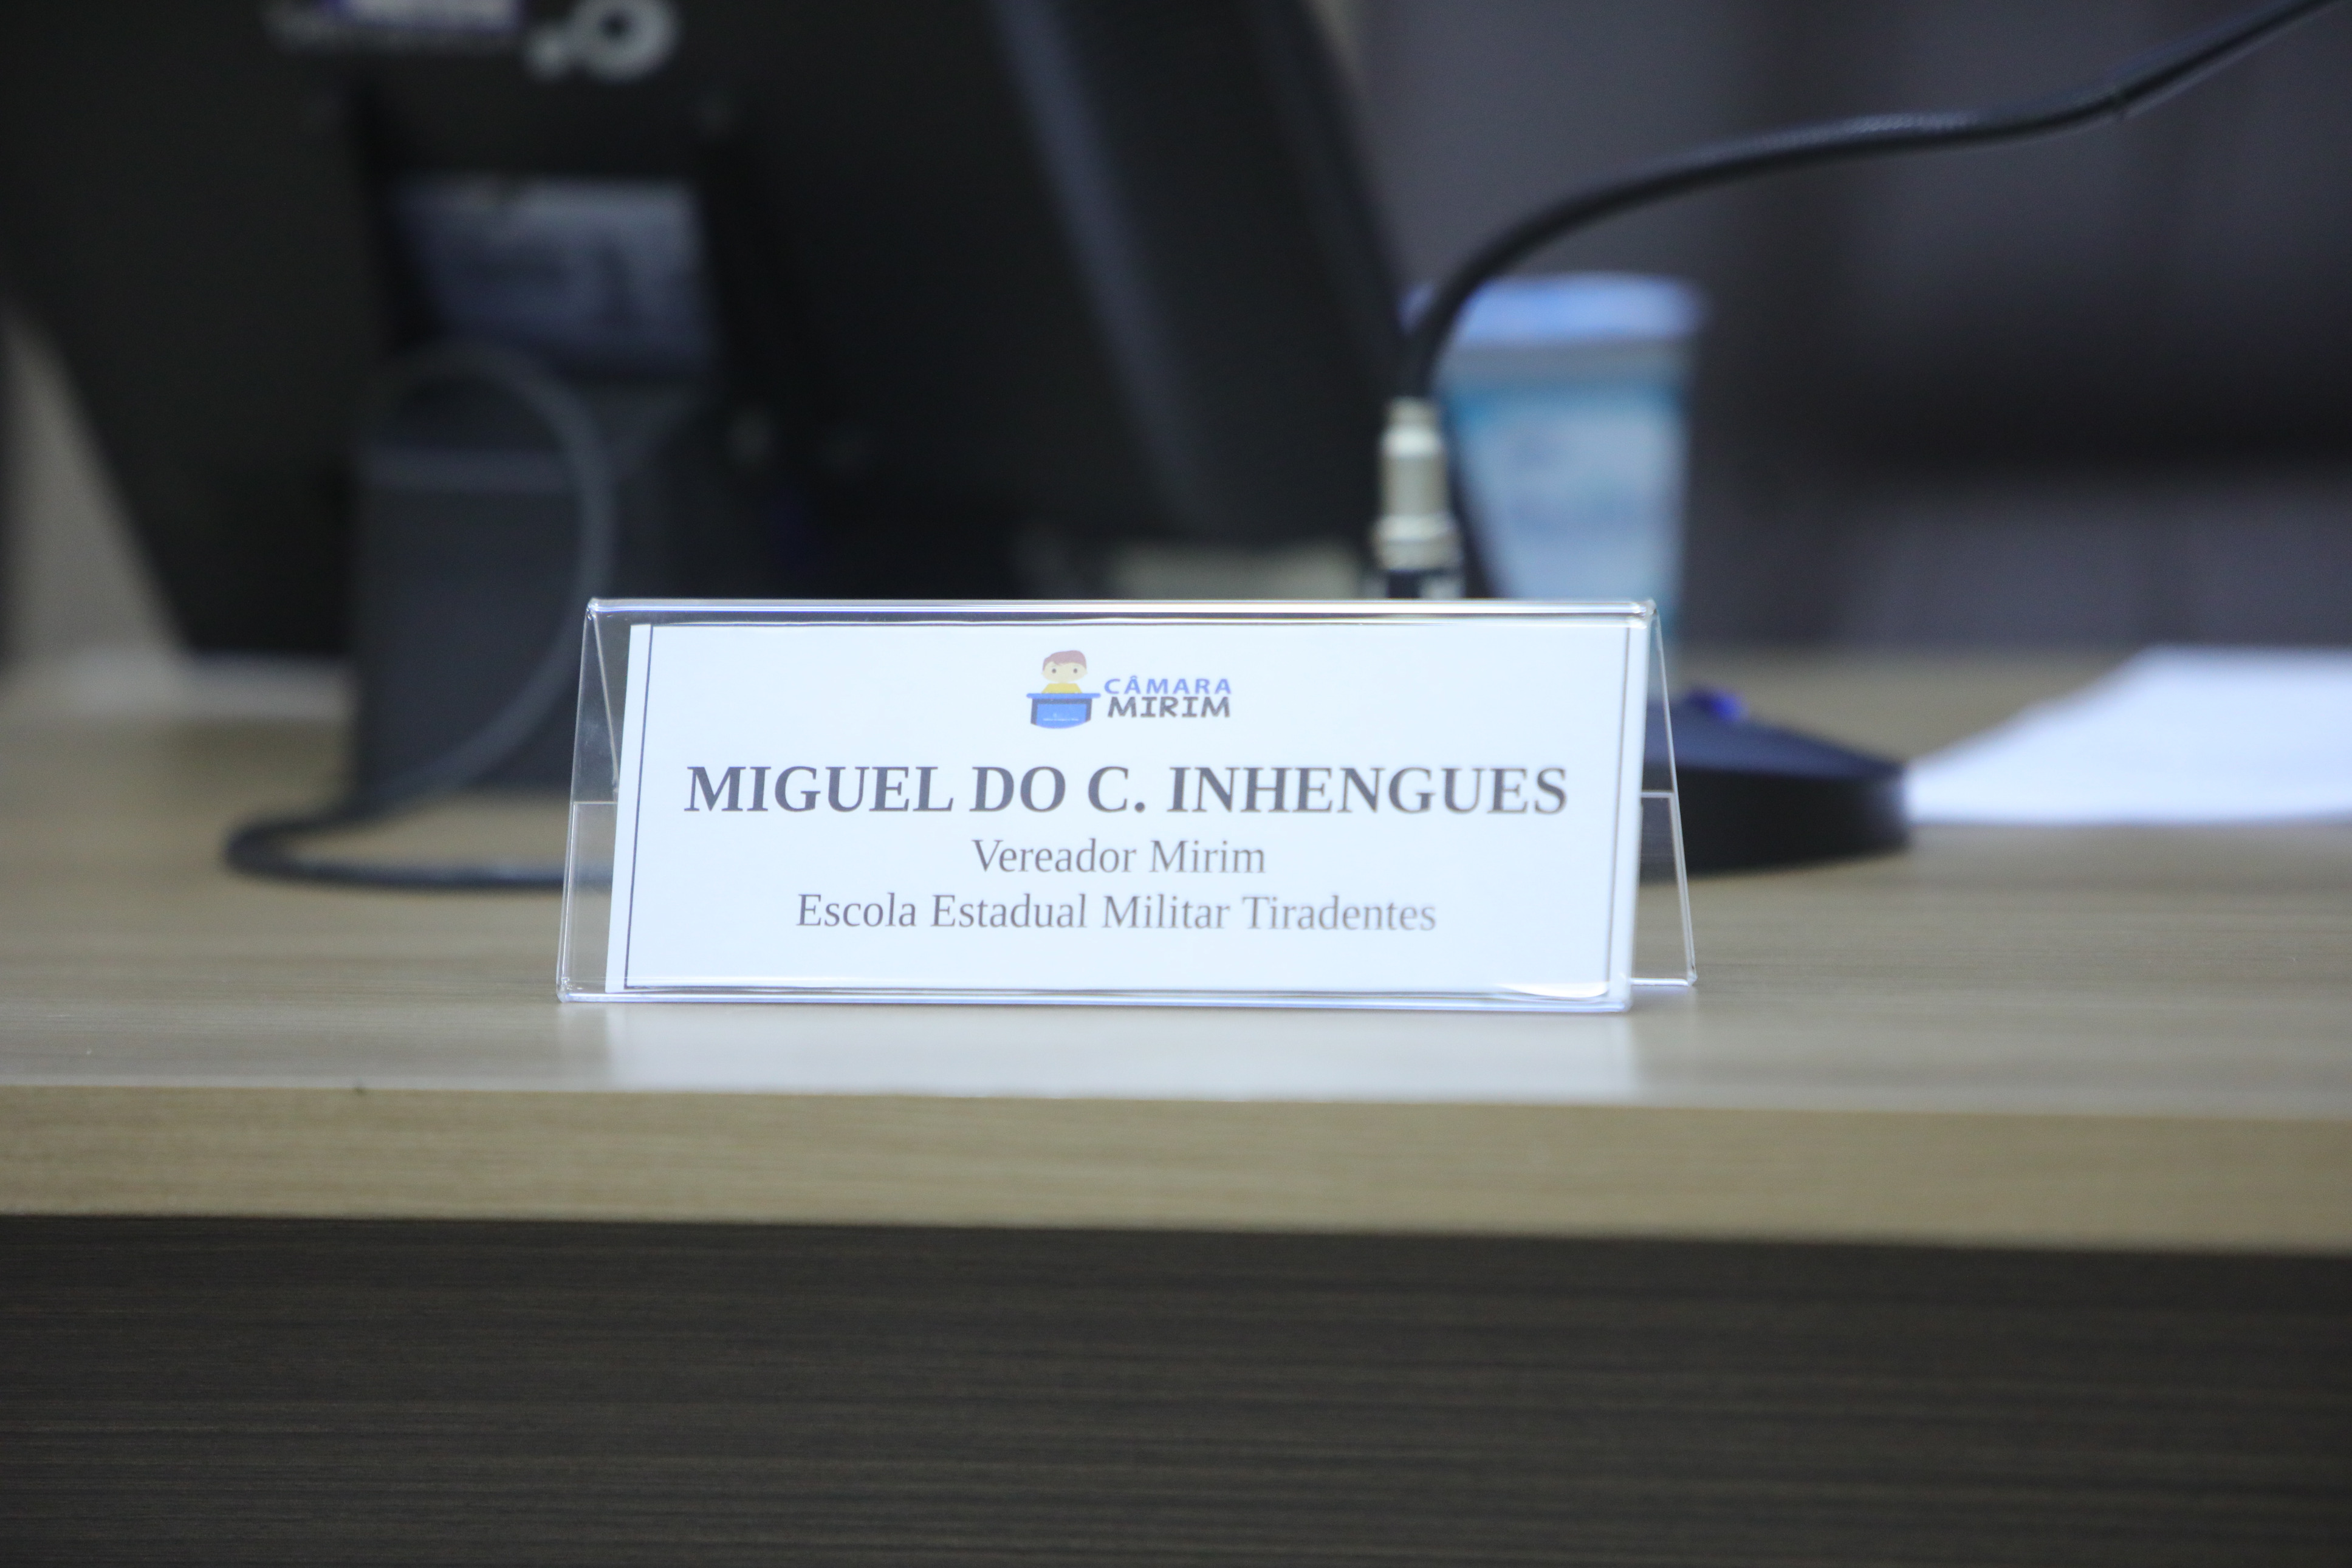 CÂMARA
MIRIM
MIGUEL DO C. INHENGUES
Vereador Mirim
Escola Estadual Militar Tiradentes